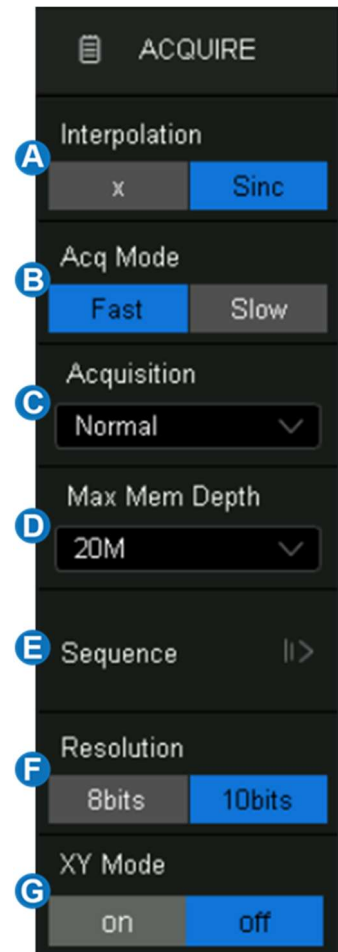 ACQUIRE
Interpolation
A
x Sinc
Acq Mode
B
Fast Slow
Acquisition
C
Normal
Max Mem Depth
D
20M
E
Sequence
Resolution
F
8bits 10bits
XY Mode
G
on off